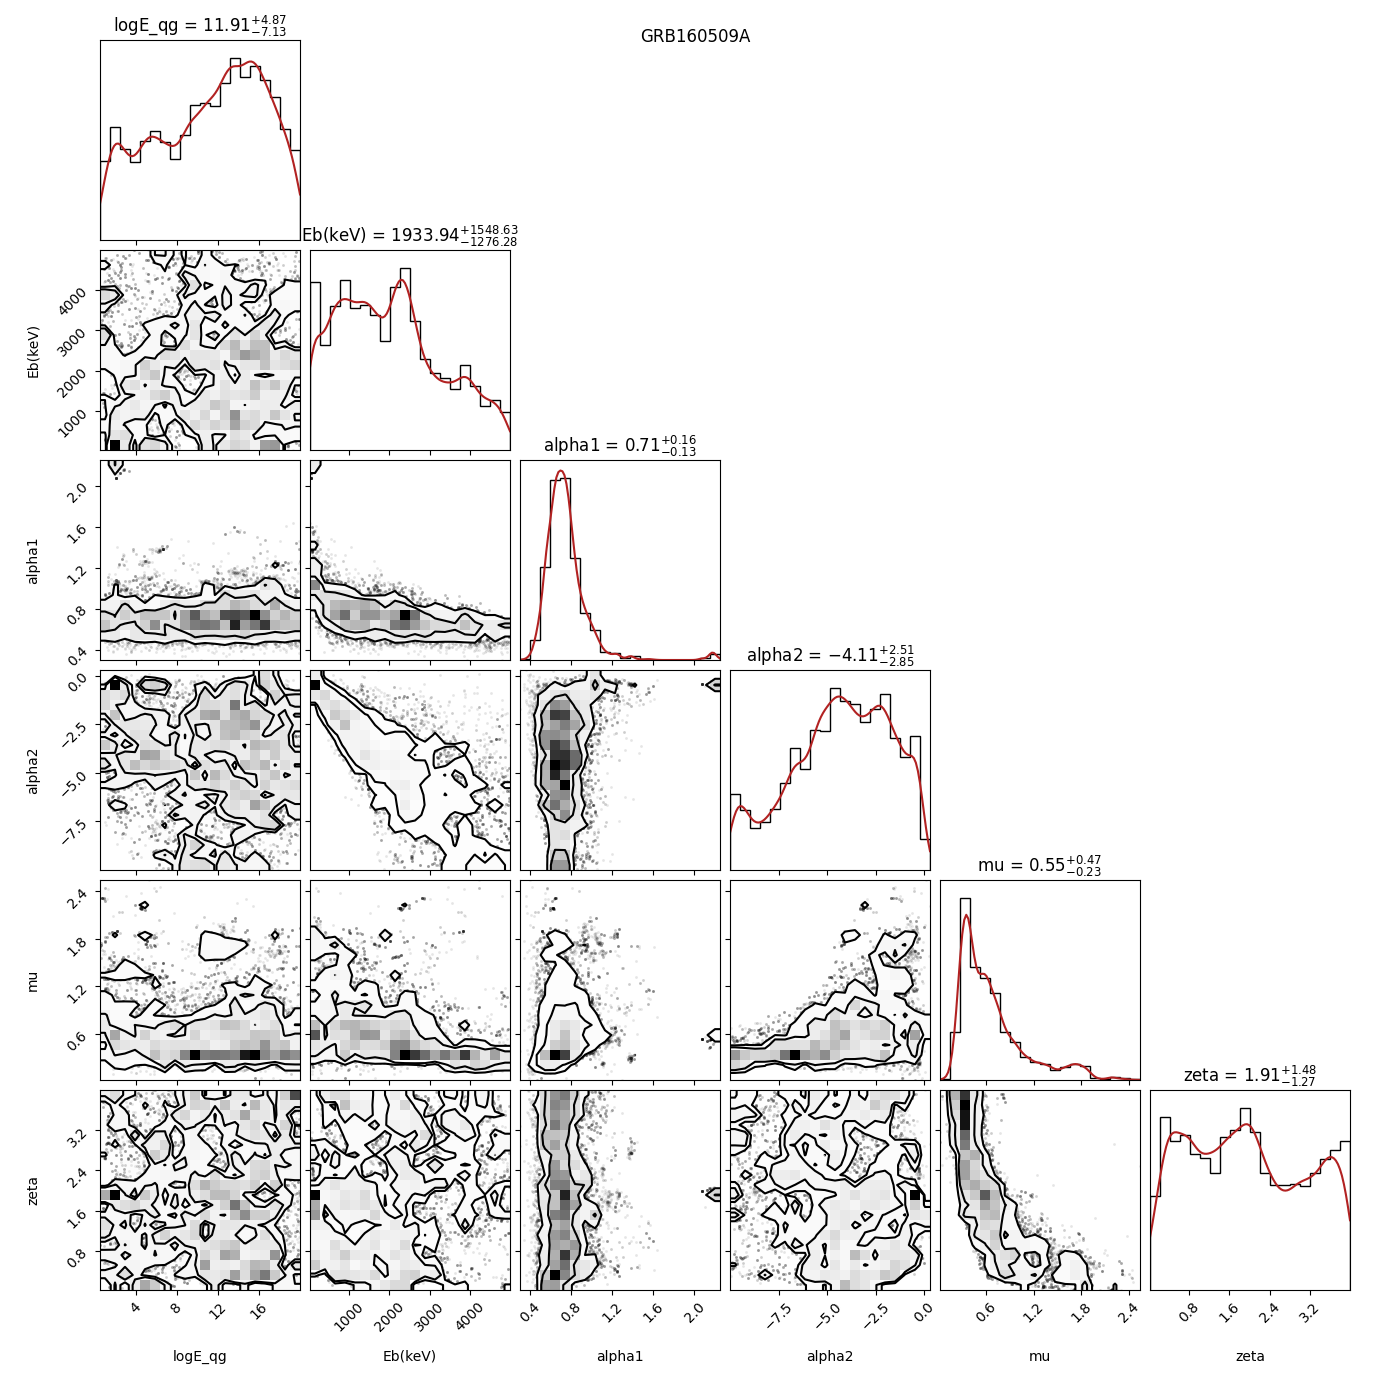 GRB160509A
logE_qg = 11.91 +4.87 −7.13
Eb(keV) = 1933.94 +1548.63 −1276.28
4000
3000
2000
1000
Eb(keV)
alpha1 = 0.71 +0.16 −0.13
2.0
1.6
1.2
0.8
0.4
alpha1
alpha2 = −4.11 +2.51 −2.85
0.0
−2.5
−5.0
−7.5
alpha2
mu = 0.55 +0.47 −0.23
2.4
1.8
1.2
0.6
mu
zeta = 1.91 +1.48 −1.27
3.2
2.4
1.6
0.8
zeta
4 8 12 16
1000 2000 3000 4000
0.4 0.8 1.2 1.6 2.0
−7.5 −5.0 −2.5 0.0
0.6 1.2 1.8 2.4
0.8 1.6 2.4 3.2
logE_qg
Eb(keV)
alpha1
alpha2
mu
zeta